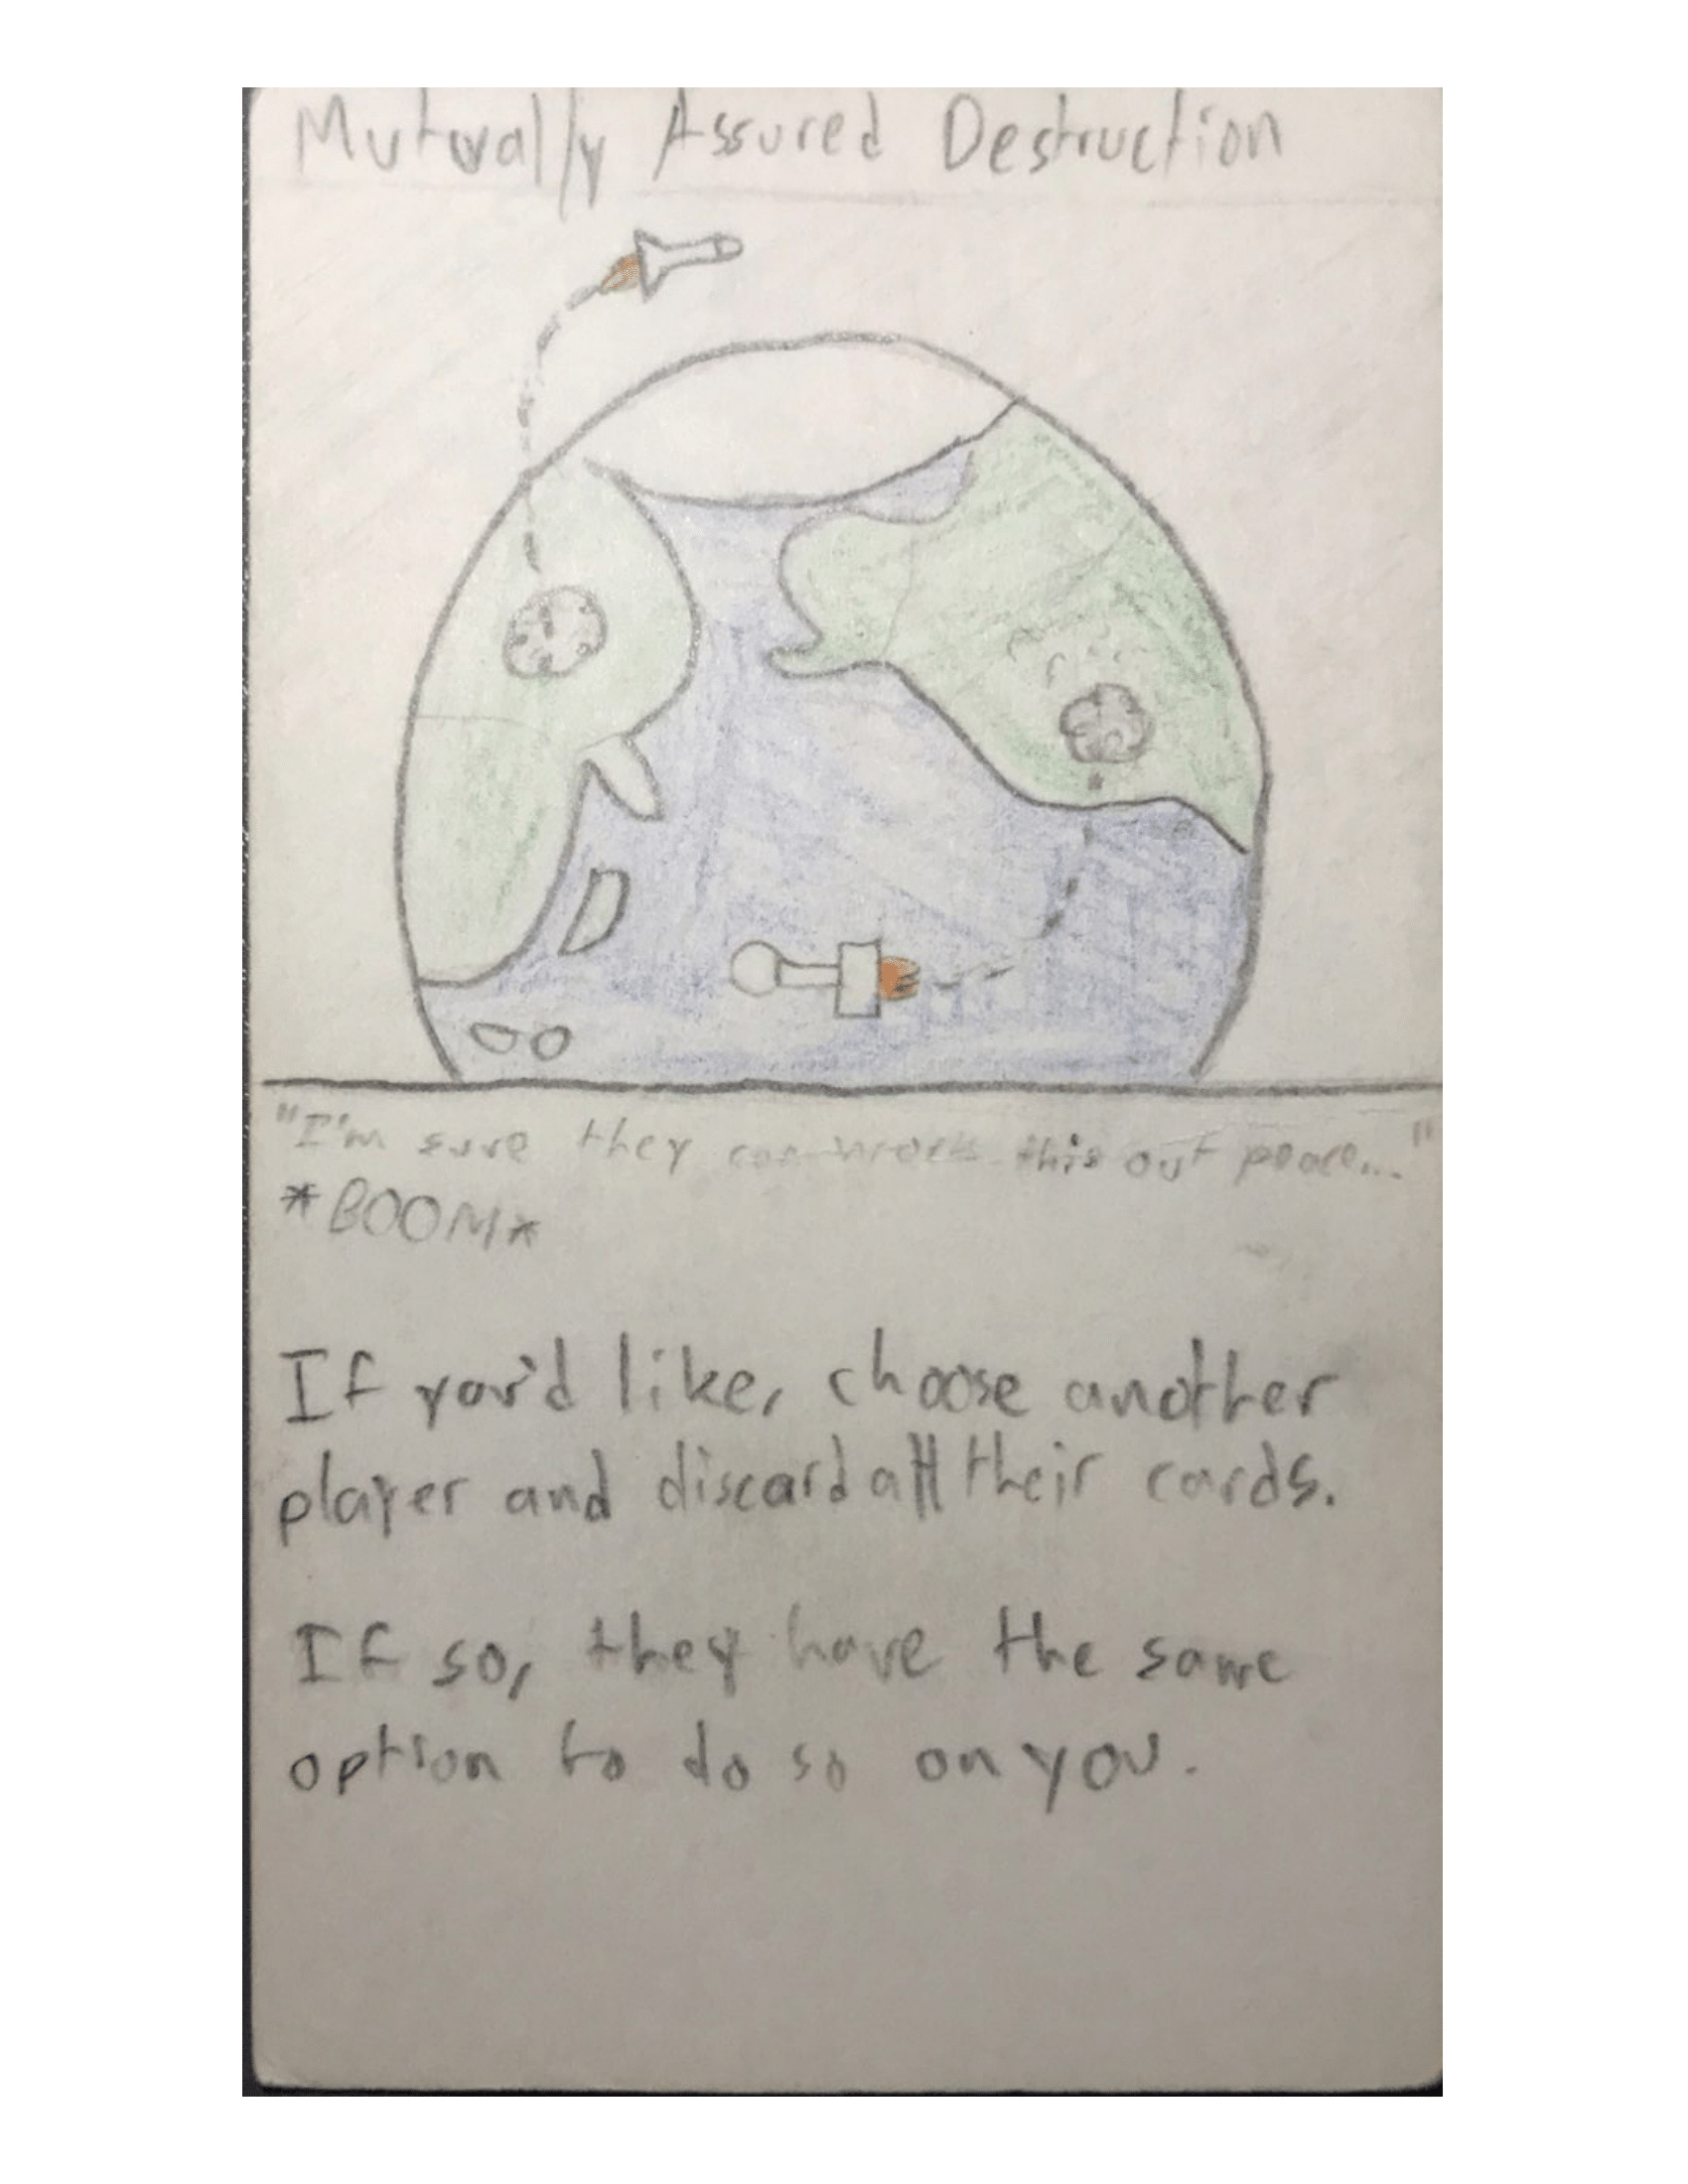 Mutually Assured Destruction
"I'm sure they can work this out peace..."
*BOOM*
If you'd like, choose another
player and discard all their cards.
If so, they have the same
option to do so on you.